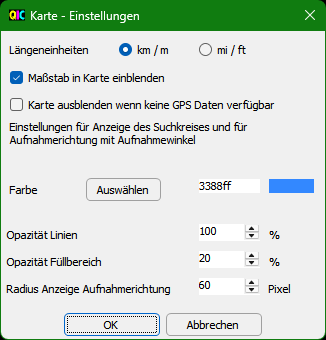 QIC Karte - Einstellungen
Längeneinheiten km / m mi / ft
Maßstab in Karte einblenden
Karte ausblenden wenn keine GPS Daten verfügbar
Einstellungen für Anzeige des Suchkreises und für
Aufnahmerichtung mit Aufnahmewinkel
Farbe Auswählen 3388ff
Opazität Linien 100 %
Opazität Füllbereich 20 %
Radius Anzeige Aufnahmerichtung 60 Pixel
OK Abbrechen